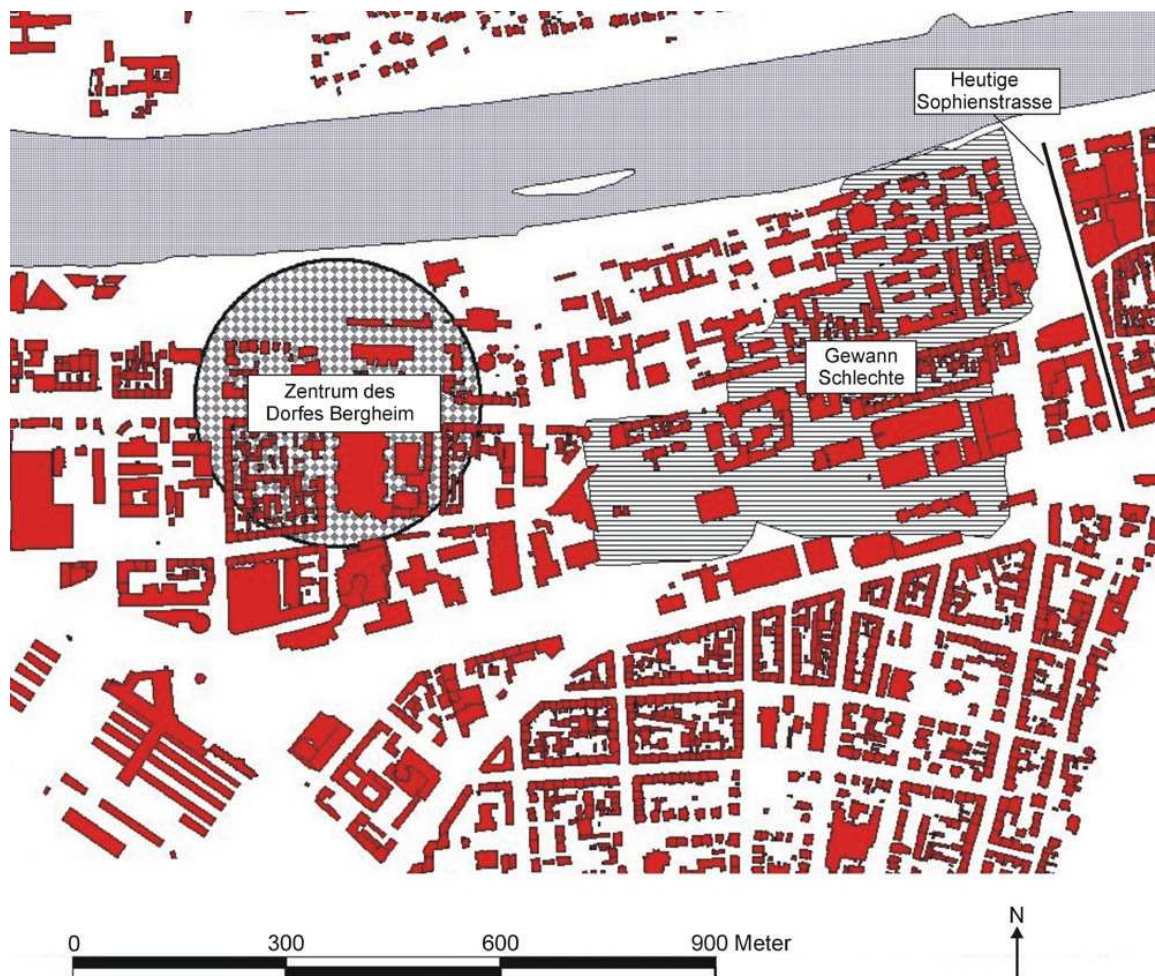 Heutige
Sophienstrasse
Gewann
Schlechte
Zentrum des
Dorfes Bergheim
0 300 600 900 Meter
N